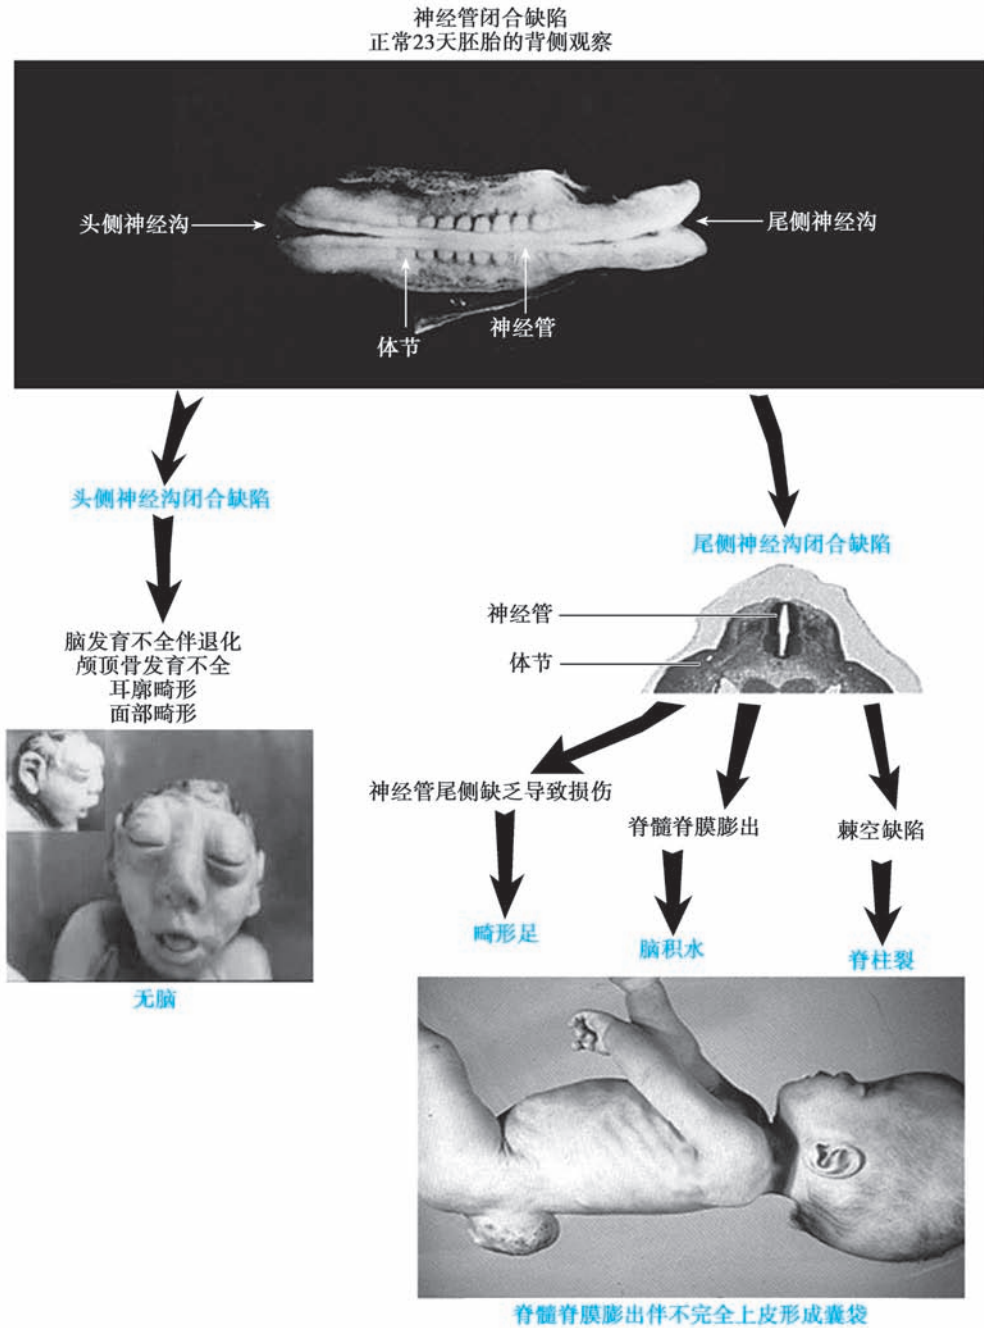 神经管闭合缺陷
正常23天胚胎的背侧观察
头侧神经沟
尾侧神经沟
体节
神经管
头侧神经沟闭合缺陷
尾侧神经沟闭合缺陷
神经管
体节
脑发育不全伴退化
颅顶骨发育不全
耳廓畸形
面部畸形
神经管尾侧缺乏导致损伤
脊髓脊膜膨出
棘空缺陷
畸形足
脑积水
脊柱裂
无脑
脊髓脊膜膨出伴不完全上皮形成囊袋